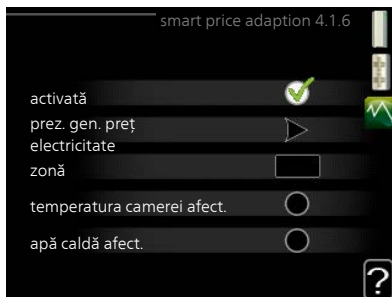 smart price adaption 4.1.6
activată
prez. gen. preț
electricitate
zonă
temperatura camerei afect.
apă caldă afect.
?